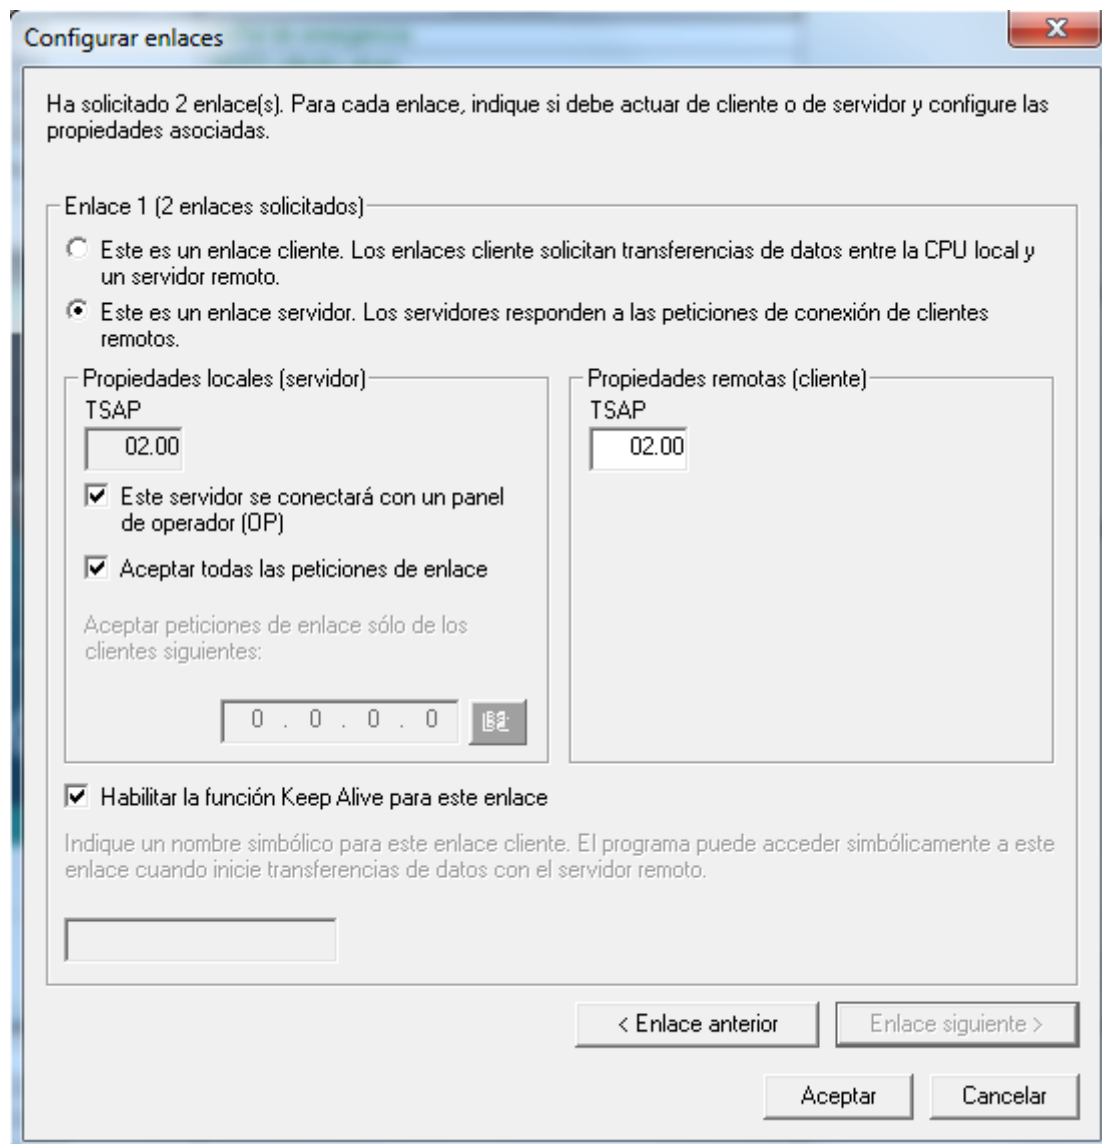 Configurar enlaces
Ha solicitado 2 enlace(s). Para cada enlace, indique si debe actuar de cliente o de servidor y configure las
propiedades asociadas.
Enlace 1 (2 enlaces solicitados)
Este es un enlace cliente. Los enlaces cliente solicitan transferencias de datos entre la CPU local y
un servidor remoto.
Este es un enlace servidor. Los servidores responden a las peticiones de conexión de clientes
remotos.
Propiedades locales (servidor)
TSAP
02.00
Este servidor se conectará con un panel
de operador (OP)
Aceptar todas las peticiones de enlace
Aceptar peticiones de enlace sólo de los
clientes siguientes:
0 . 0 . 0 . 0
Propiedades remotas (cliente)
TSAP
02.00
Habilitar la función Keep Alive para este enlace
Indique un nombre simbólico para este enlace cliente. El programa puede acceder simbólicamente a este
enlace cuando inicie transferencias de datos con el servidor remoto.
< Enlace anterior
Enlace siguiente >
Aceptar
Cancelar